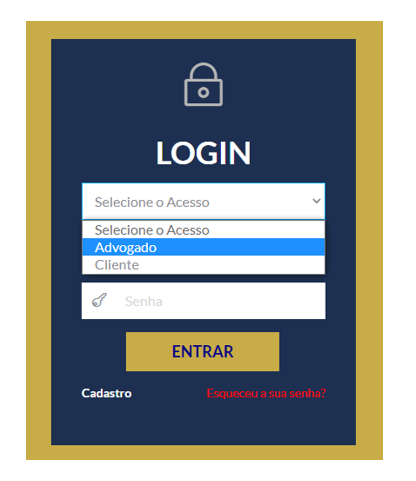 LOGIN
Selecione o Acesso
Selecione o Acesso
Advogado
Cliente
Senha
ENTRAR
Cadastro Esqueceu a sua senha?